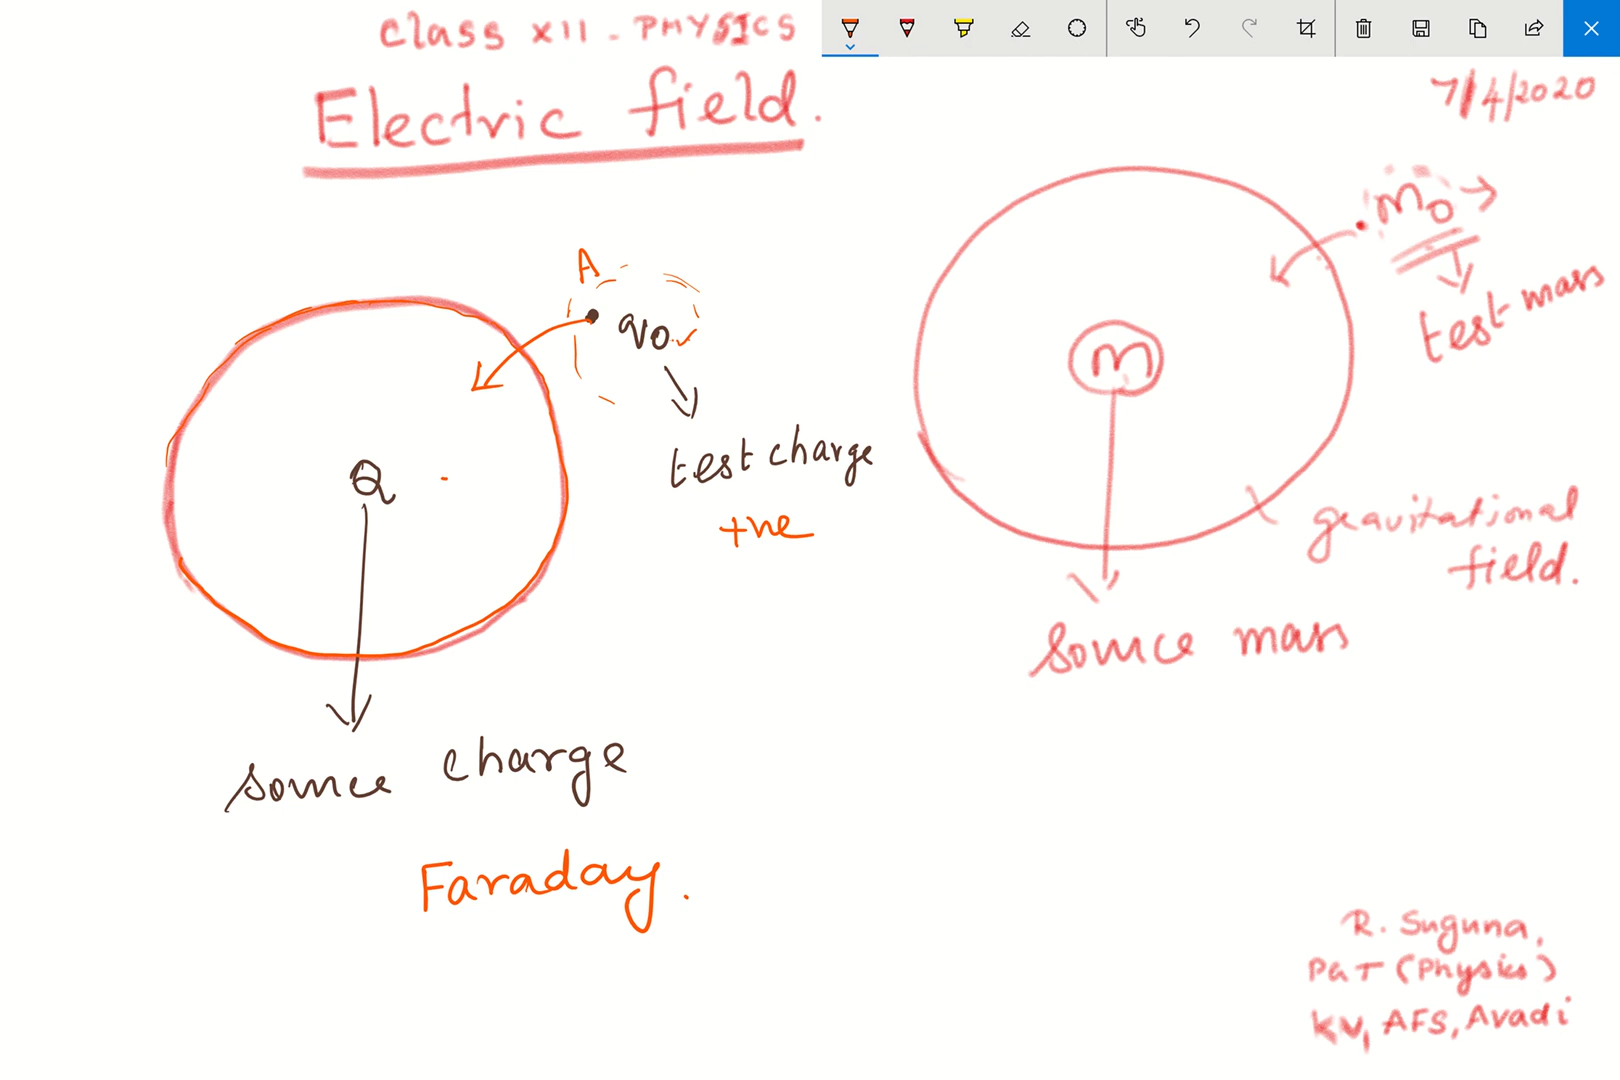 Class XII - PHYSICS
Electric field.
7/4/2020
A
q0
test charge
+ve
Q
source charge
Faraday.
m0
test mass
m
gravitational
field.
source mass
R. Suguna,
PGT (Physics)
KV, AFS, Avadi